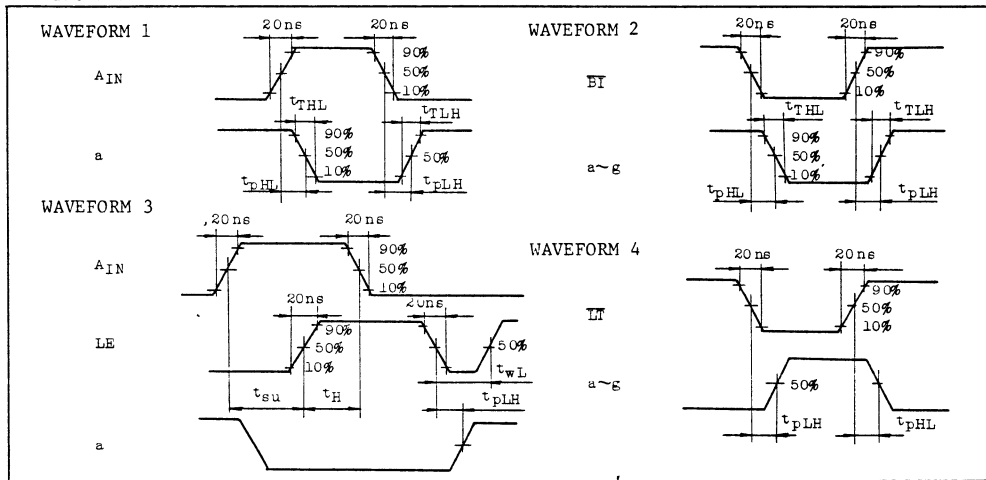 WAVEFORM 1
20ns 20ns
90%
AIN 50%
10%
tTHL tTLH
90%
a 50% 50%
10%
tpHL tpLH
WAVEFORM 2
20ns 20ns
90%
BI 50%
10%
tTHL tTLH
90%
a~g 50%
10%
tpHL tpLH
WAVEFORM 3
20ns 20ns
90%
AIN 50%
10%
20ns 20ns
90%
LE 50% 50%
10%
twL
tsu tH tpLH
a
WAVEFORM 4
20ns 20ns
90%
LT 50%
10%
a~g 50%
tpLH tpHL